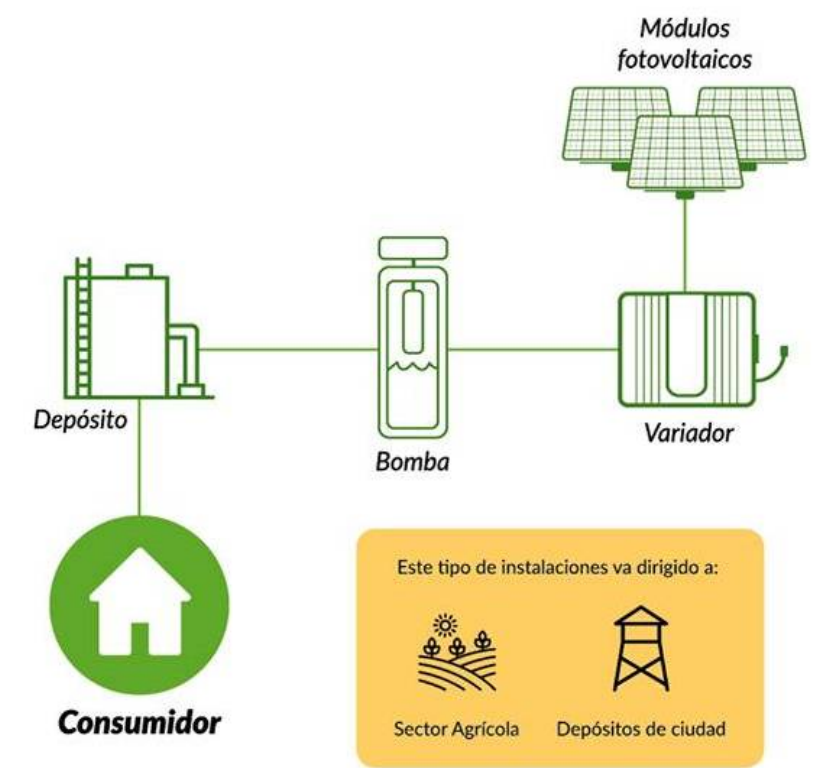 Módulos
fotovoltaicos
Depósito
Bomba
Variador
Consumidor
Este tipo de instalaciones va dirigido a:
Sector Agrícola
Depósitos de ciudad